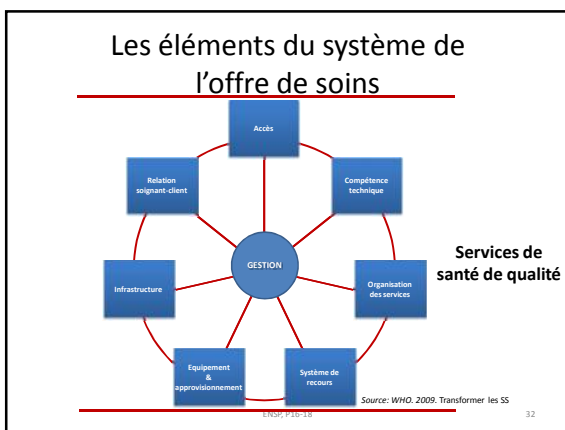 Les éléments du système de
l’offre de soins
Accès
Relation
soignant-client
Compétence
technique
GESTION
Services de
santé de qualité
Infrastructure
Organisation
des services
Equipement
&
approvisionnement
Système de
recours
Source: WHO. 2009. Transformer les SS
ENSP, P16-18
32